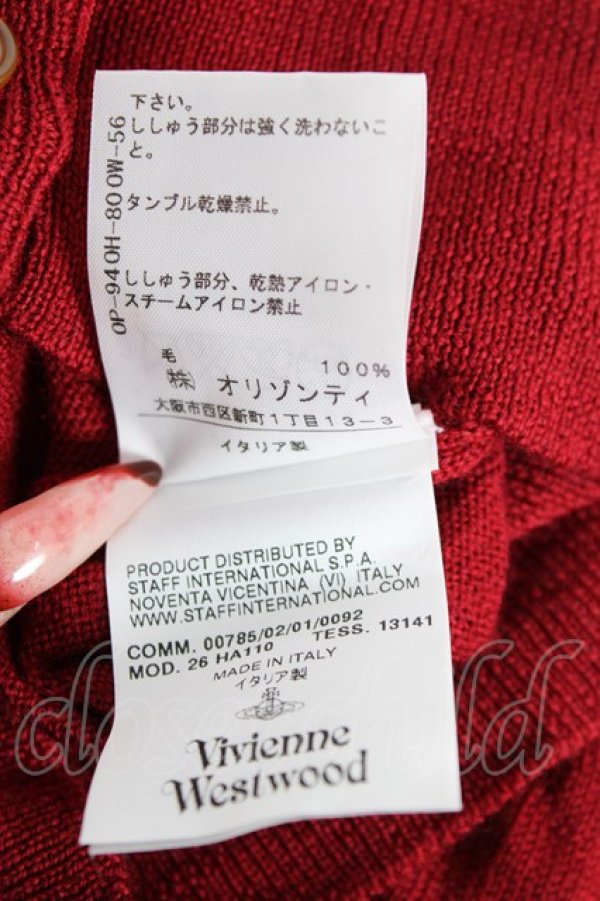 下さい。
ししゅう部分は強く洗わないこ
と。
タンブル乾燥禁止。
ししゅう部分、乾熱アイロン・
スチームアイロン禁止
OP-940H-800W-56
毛 100%
㈱ オリゾンティ
大阪市西区新町1丁目13-3
イタリア製
PRODUCT DISTRIBUTED BY
STAFF INTERNATIONAL S.P.A.
NOVENTA VICENTINA (VI) ITALY
WWW.STAFFINTERNATIONAL.COM
COMM. 00785/02/01/0092
MOD. 26 HA110 TESS. 13141
MADE IN ITALY
イタリア製
Vivienne
Westwood
closet child